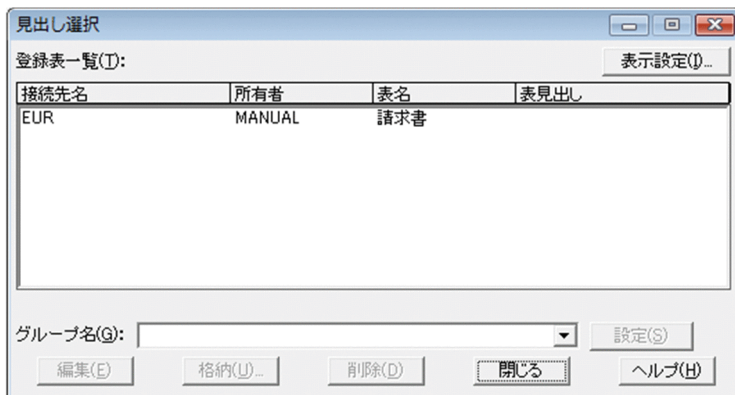 見出し選択
登録表一覧(T):
表示設定(I)...
接続先名 所有者 表名 表見出し
EUR MANUAL 請求書
グループ名(G): 設定(S)
編集(E) 格納(U)... 削除(D) 閉じる ヘルプ(H)